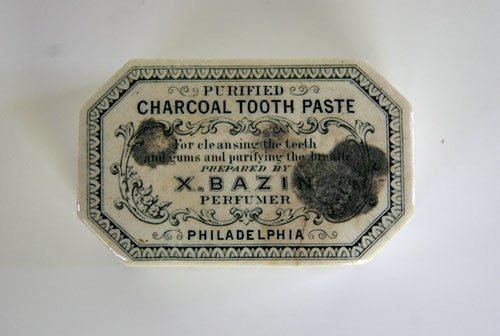 PURIFIED
CHARCOAL TOOTH PASTE
For cleansing the teeth
and gums and purifying the breath
PREPARED BY
X. BAZIN
PERFUMER
PHILADELPHIA